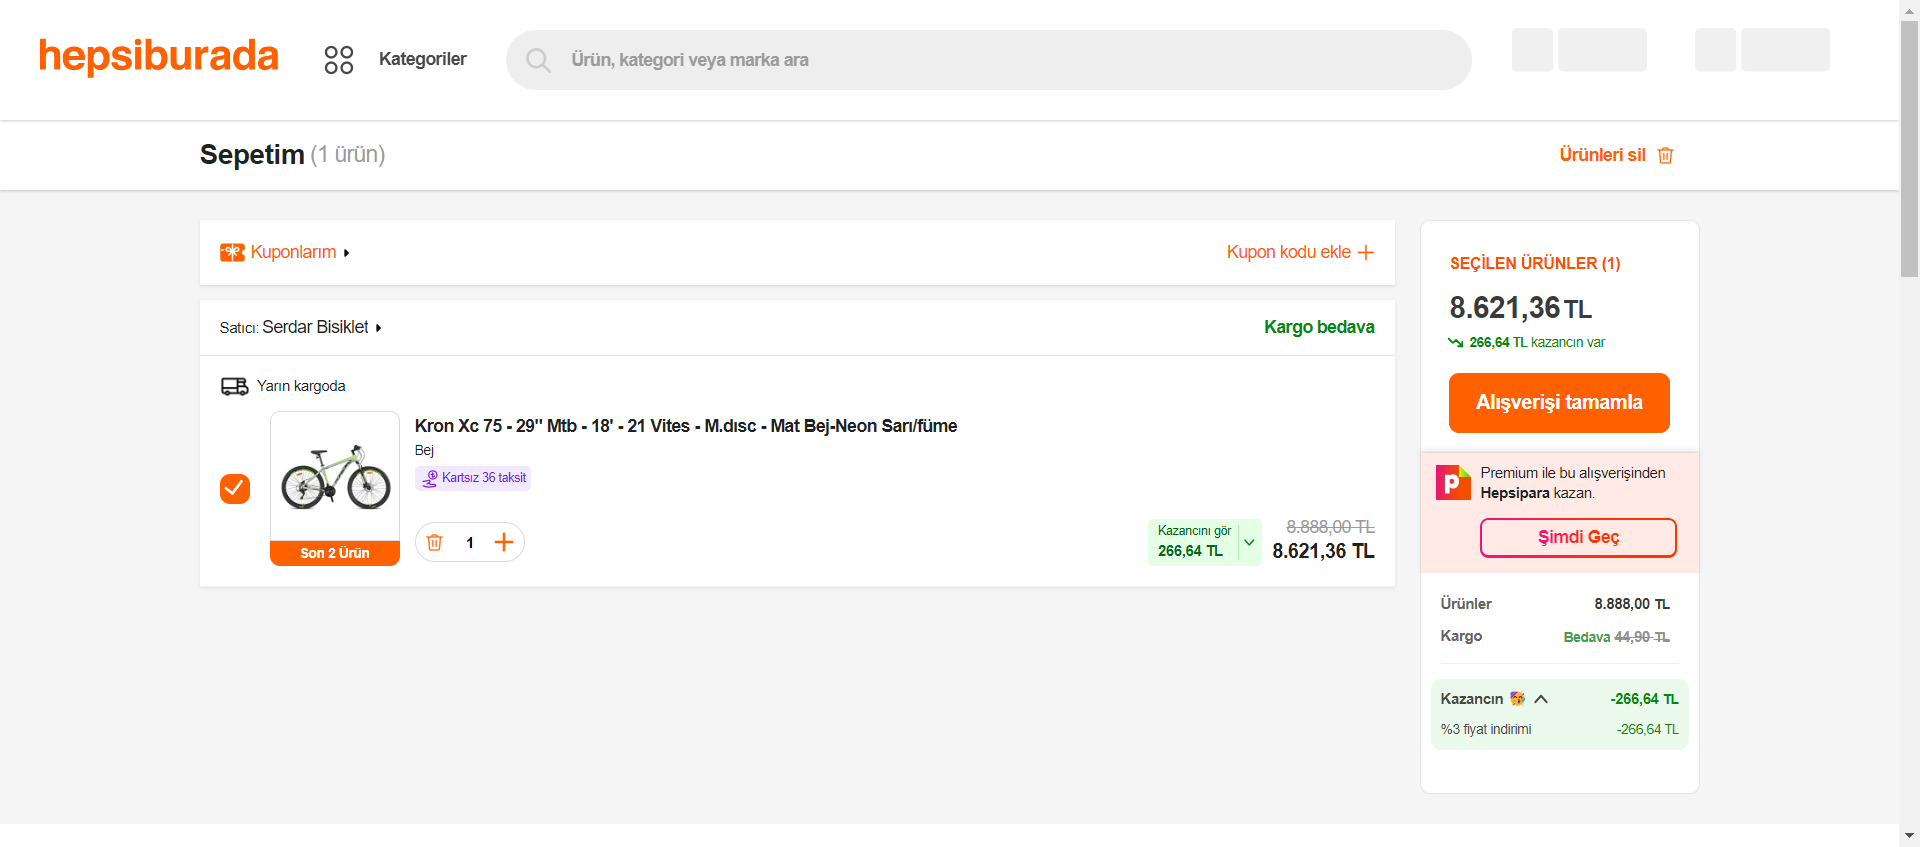 hepsiburada
Kategoriler
Ürün, kategori veya marka ara
Sepetim (1 ürün)
Ürünleri sil
Kuponlarım
Kupon kodu ekle
Satıcı: Serdar Bisiklet
Kargo bedava
Yarın kargoda
Kron Xc 75 - 29'' Mtb - 18' - 21 Vites - M.dısc - Mat Bej-Neon Sarı/füme
Bej
Kartsız 36 taksit
Son 2 Ürün
1
Kazancını gör
266,64 TL
8.888,00 TL
8.621,36 TL
SEÇİLEN ÜRÜNLER (1)
8.621,36 TL
266,64 TL kazancın var
Alışverişi tamamla
p
Premium ile bu alışverişinden
Hepsipara kazan.
Şimdi Geç
Ürünler 8.888,00 TL
Kargo Bedava 44,90 TL
Kazancın -266,64 TL
%3 fiyat indirimi -266,64 TL